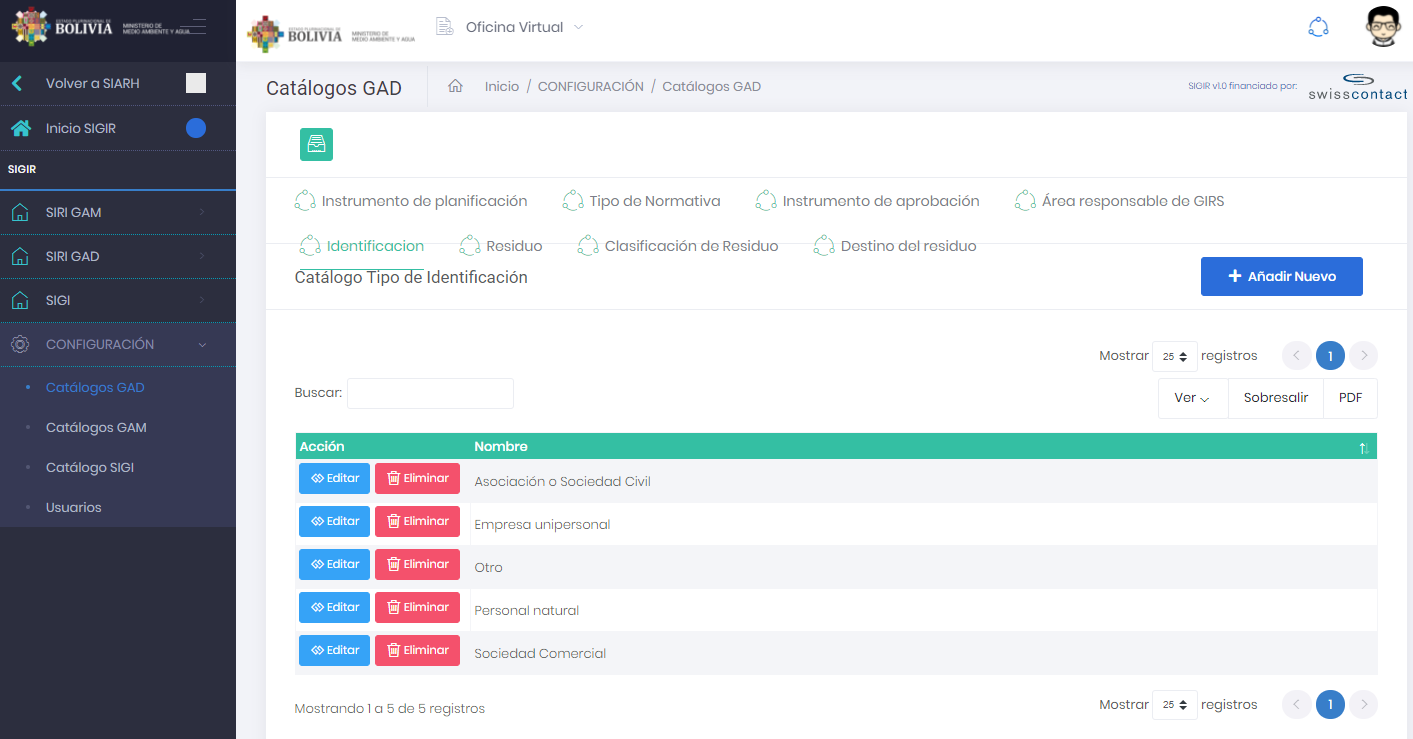 ESTADO PLURINACIONAL DE
BOLIVIA
MINISTERIO DE
MEDIO AMBIENTE Y AGUA
Volver a SIARH
Inicio SIGIR
SIGIR
SIRI GAM
SIRI GAD
SIGI
CONFIGURACIÓN
Catálogos GAD
Catálogos GAM
Catálogo SIGI
Usuarios
ESTADO PLURINACIONAL DE
BOLIVIA
MINISTERIO DE
MEDIO AMBIENTE Y AGUA
Oficina Virtual
Catálogos GAD
Inicio / CONFIGURACIÓN / Catálogos GAD
SIGIR v1.0 financiado por:
swisscontact
Instrumento de planificación Tipo de Normativa Instrumento de aprobación Área responsable de GIRS
Identificacion Residuo Clasificación de Residuo Destino del residuo
Catálogo Tipo de Identificación
Añadir Nuevo
Mostrar 25 registros 1
Buscar:
Ver Sobresalir PDF
Acción Nombre
Editar Eliminar Asociación o Sociedad Civil
Editar Eliminar Empresa unipersonal
Editar Eliminar Otro
Editar Eliminar Personal natural
Editar Eliminar Sociedad Comercial
Mostrando 1 a 5 de 5 registros
Mostrar 25 registros 1